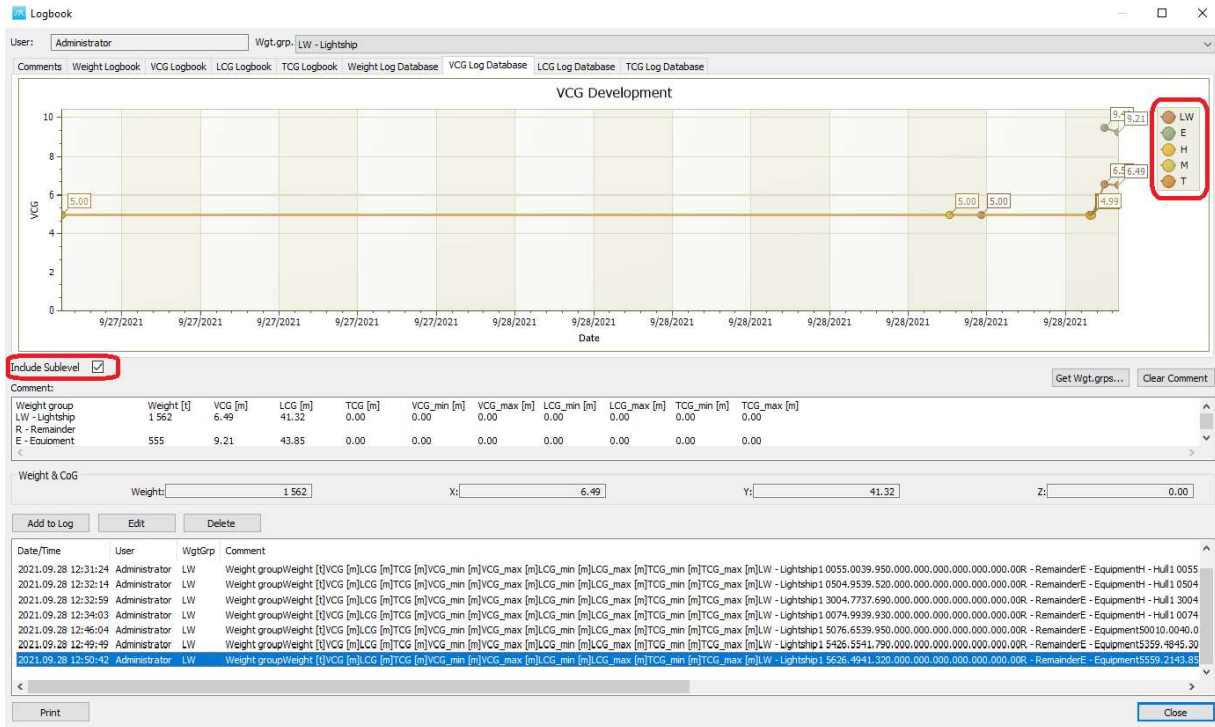 Logbook
User: Administrator Wgt.grp. LW - Lightship
Comments Weight Logbook VCG Logbook LCG Logbook TCG Logbook Weight Log Database VCG Log Database LCG Log Database TCG Log Database
VCG Development
10
8
6
4
2
0
VCG
5.00
5.00 5.00
4.99
9.21
6.49
LW
E
H
M
T
9/27/2021 9/27/2021 9/27/2021 9/27/2021 9/27/2021 9/28/2021 9/28/2021 9/28/2021 9/28/2021 9/28/2021 9/28/2021 9/28/2021 9/28/2021
Date
Include Sublevel
Get Wgt.grps... Clear Comment
Comment:
Weight group Weight [t] VCG [m] LCG [m] TCG [m] VCG_min [m] VCG_max [m] LCG_min [m] LCG_max [m] TCG_min [m] TCG_max [m]
LW - Lightship 1 562 6.49 41.32 0.00 0.00 0.00 0.00 0.00 0.00 0.00
R - Remainder
E - Equipment 555 9.21 43.85 0.00 0.00 0.00 0.00 0.00 0.00 0.00
Weight & CoG
Weight: 1 562 X: 6.49 Y: 41.32 Z: 0.00
Add to Log Edit Delete
Date/Time User WgtGrp Comment
2021.09.28 12:31:24 Administrator LW Weight groupWeight [t]VCG [m]LCG [m]TCG [m]VCG_min [m]VCG_max [m]LCG_min [m]LCG_max [m]TCG_min [m]TCG_max [m]LW - Lightship1 0055.0039.950.000.000.000.000.000.000.00R - RemainderE - EquipmentH - Hull1 0055
2021.09.28 12:32:14 Administrator LW Weight groupWeight [t]VCG [m]LCG [m]TCG [m]VCG_min [m]VCG_max [m]LCG_min [m]LCG_max [m]TCG_min [m]TCG_max [m]LW - Lightship1 0504.9539.520.000.000.000.000.000.000.00R - RemainderE - EquipmentH - Hull1 0504
2021.09.28 12:32:59 Administrator LW Weight groupWeight [t]VCG [m]LCG [m]TCG [m]VCG_min [m]VCG_max [m]LCG_min [m]LCG_max [m]TCG_min [m]TCG_max [m]LW - Lightship1 3004.7737.690.000.000.000.000.000.000.00R - RemainderE - EquipmentH - Hull1 3004
2021.09.28 12:34:03 Administrator LW Weight groupWeight [t]VCG [m]LCG [m]TCG [m]VCG_min [m]VCG_max [m]LCG_min [m]LCG_max [m]TCG_min [m]TCG_max [m]LW - Lightship1 0074.9939.930.000.000.000.000.000.000.00R - RemainderE - EquipmentH - Hull1 0074
2021.09.28 12:46:04 Administrator LW Weight groupWeight [t]VCG [m]LCG [m]TCG [m]VCG_min [m]VCG_max [m]LCG_min [m]LCG_max [m]TCG_min [m]TCG_max [m]LW - Lightship1 5076.6539.950.000.000.000.000.000.000.00R - RemainderE - Equipment50010.0040.0
2021.09.28 12:49:49 Administrator LW Weight groupWeight [t]VCG [m]LCG [m]TCG [m]VCG_min [m]VCG_max [m]LCG_min [m]LCG_max [m]TCG_min [m]TCG_max [m]LW - Lightship1 5426.5541.790.000.000.000.000.000.000.00R - RemainderE - Equipment5359.4845.30
2021.09.28 12:50:42 Administrator LW Weight groupWeight [t]VCG [m]LCG [m]TCG [m]VCG_min [m]VCG_max [m]LCG_min [m]LCG_max [m]TCG_min [m]TCG_max [m]LW - Lightship1 5626.4941.320.000.000.000.000.000.000.00R - RemainderE - Equipment5559.2143.85
Print Close